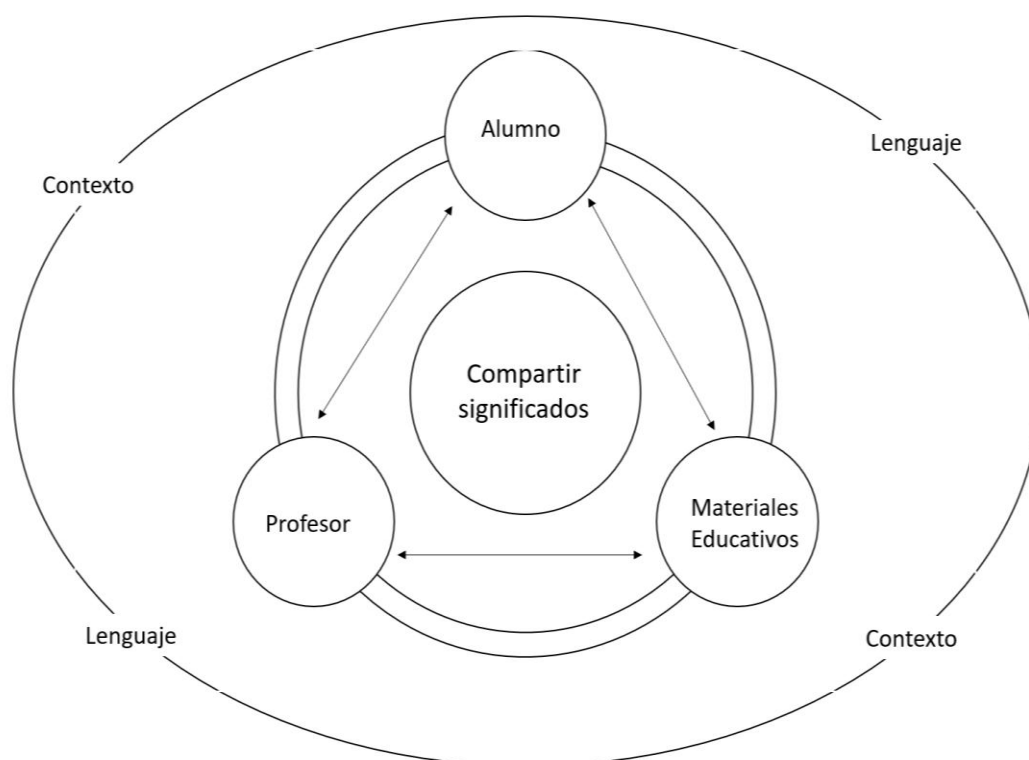 Alumno
Lenguaje
Contexto
Compartir
significados
Profesor
Materiales
Educativos
Lenguaje
Contexto